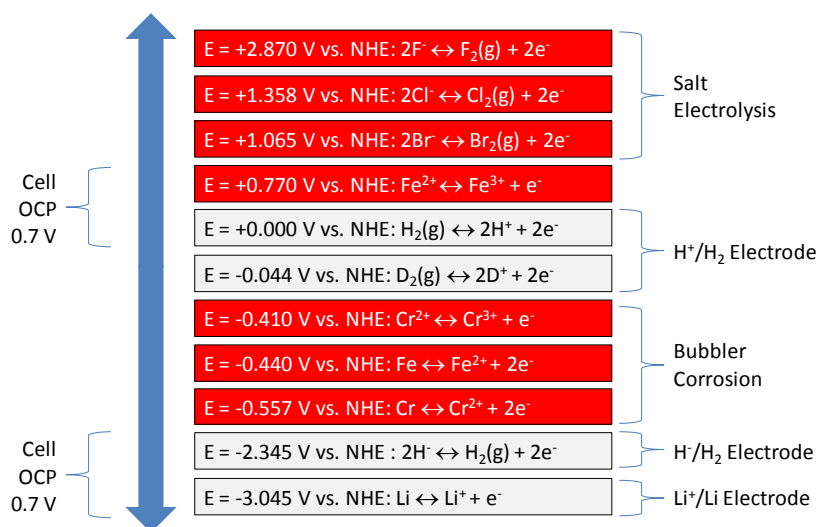 E = +2.870 V vs. NHE: 2F⁻ ↔ F₂(g) + 2e⁻
E = +1.358 V vs. NHE: 2Cl⁻ ↔ Cl₂(g) + 2e⁻
E = +1.065 V vs. NHE: 2Br⁻ ↔ Br₂(g) + 2e⁻
Salt
Electrolysis
E = +0.770 V vs. NHE: Fe²⁺ ↔ Fe³⁺ + e⁻
Cell
OCP
0.7 V
E = +0.000 V vs. NHE: H₂(g) ↔ 2H⁺ + 2e⁻
E = -0.044 V vs. NHE: D₂(g) ↔ 2D⁺ + 2e⁻
H⁺/H₂ Electrode
E = -0.410 V vs. NHE: Cr²⁺ ↔ Cr³⁺ + e⁻
E = -0.440 V vs. NHE: Fe ↔ Fe²⁺ + 2e⁻
E = -0.557 V vs. NHE: Cr ↔ Cr²⁺ + 2e⁻
Bubbler
Corrosion
Cell
OCP
0.7 V
E = -2.345 V vs. NHE : 2H⁻ ↔ H₂(g) + 2e⁻
H⁻/H₂ Electrode
E = -3.045 V vs. NHE: Li ↔ Li⁺ + e⁻
Li⁺/Li Electrode